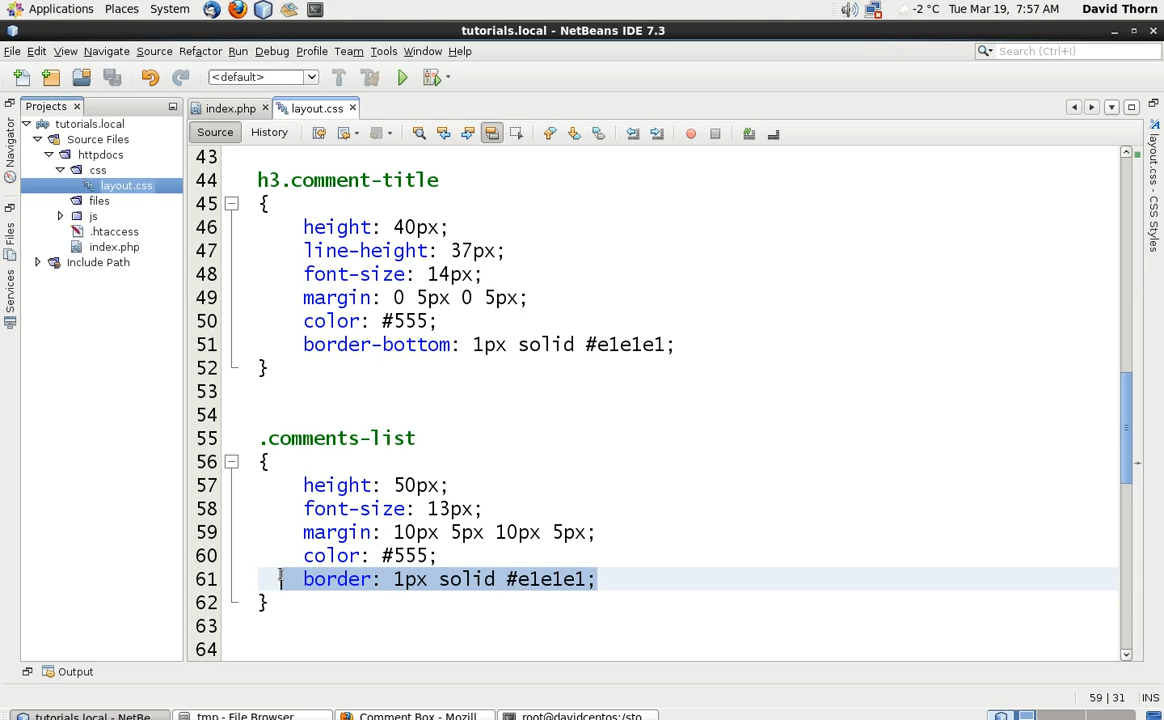 Applications Places System -2 °C Tue Mar 19, 7:57 AM David Thorn
tutorials.local - NetBeans IDE 7.3
File Edit View Navigate Source Refactor Run Debug Profile Team Tools Window Help Search (Ctrl+I)
<default>
Projects index.php layout.css
Source History
Navigator
Files
Services
tutorials.local
Source Files
httpdocs
css
layout.css
files
js
.htaccess
index.php
Include Path
43
44 h3.comment-title
45 {
46 height: 40px;
47 line-height: 37px;
48 font-size: 14px;
49 margin: 0 5px 0 5px;
50 color: #555;
51 border-bottom: 1px solid #e1e1e1;
52 }
53
54
55 .comments-list
56 {
57 height: 50px;
58 font-size: 13px;
59 margin: 10px 5px 10px 5px;
60 color: #555;
61 border: 1px solid #e1e1e1;
62 }
63
64
layout.css - CSS Styles
Output
59 | 31 INS
tutorials.local - NetBe... tmp - File Browser Comment Box - Mozill... root@davidcentos:/sto...